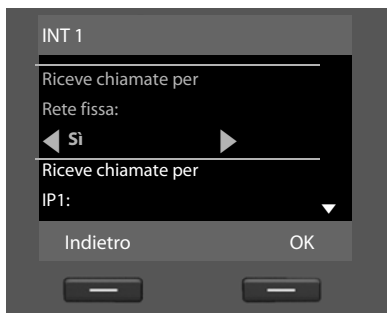 INT 1
Riceve chiamate per
Rete fissa:
Sì
Riceve chiamate per
IP1:
Indietro OK